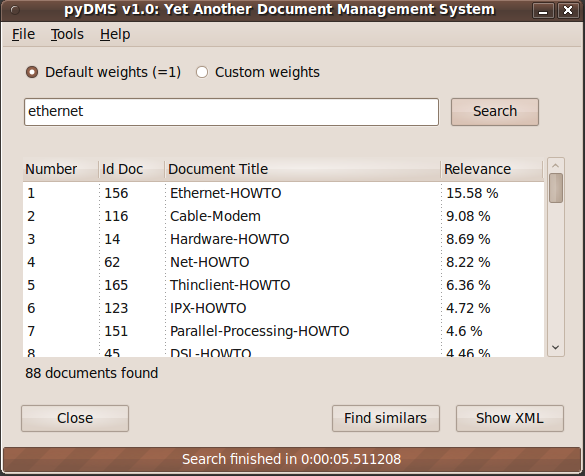 pyDMS v1.0: Yet Another Document Management System
File Tools Help
Default weights (=1) Custom weights
ethernet Search
Number Id Doc Document Title Relevance
1 156 Ethernet-HOWTO 15.58 %
2 116 Cable-Modem 9.08 %
3 14 Hardware-HOWTO 8.69 %
4 62 Net-HOWTO 8.22 %
5 165 Thinclient-HOWTO 6.36 %
6 123 IPX-HOWTO 4.72 %
7 151 Parallel-Processing-HOWTO 4.6 %
8 45 DSL-HOWTO 4.46 %
88 documents found
Close Find similars Show XML
Search finished in 0:00:05.511208